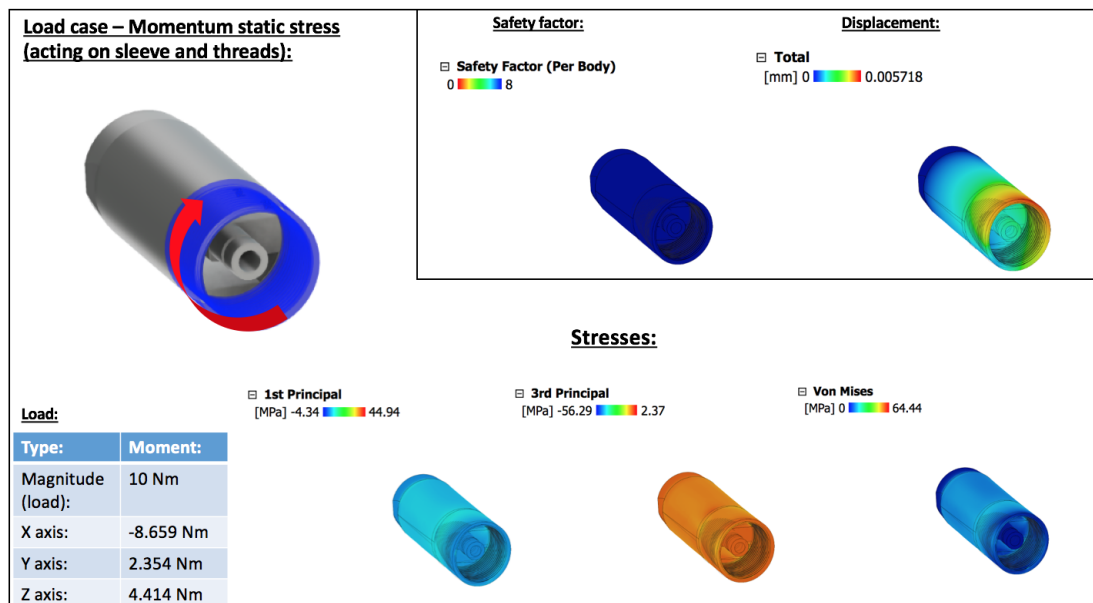 Load case – Momentum static stress
(acting on sleeve and threads):
Safety factor:
Safety Factor (Per Body)
0 8
Displacement:
Total
[mm] 0 0.005718
Stresses:
1st Principal
[MPa] -4.34 44.94
3rd Principal
[MPa] -56.29 2.37
Von Mises
[MPa] 0 64.44
Load:
Type: Moment:
Magnitude
(load): 10 Nm
X axis: -8.659 Nm
Y axis: 2.354 Nm
Z axis: 4.414 Nm